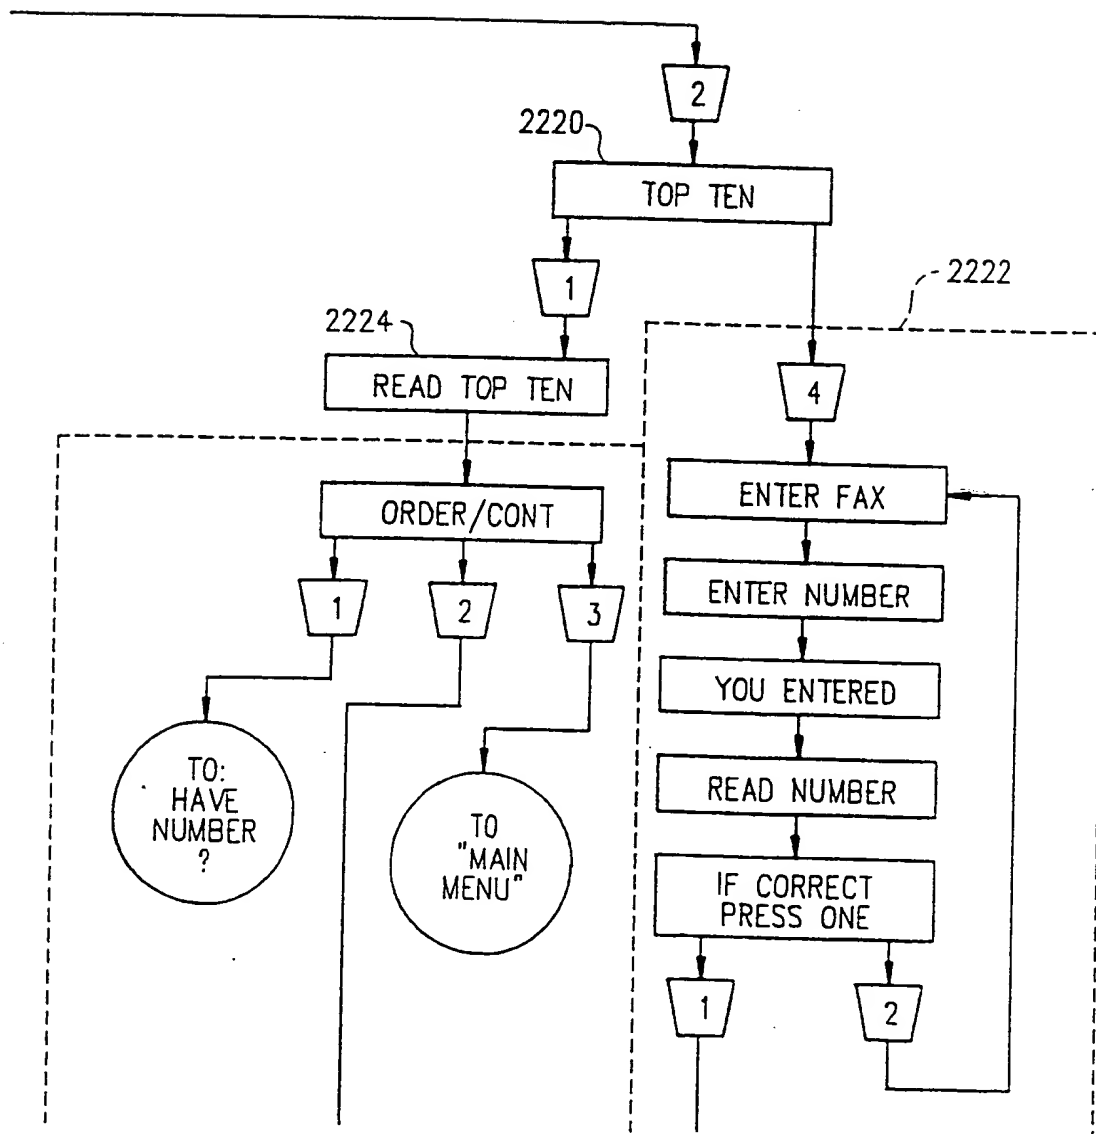 2
2220
TOP TEN
1
2222
2224
READ TOP TEN
4
ENTER FAX
ORDER/CONT
1
2
3
ENTER NUMBER
YOU ENTERED
READ NUMBER
TO:
HAVE
NUMBER
?
TO
"MAIN
MENU"
IF CORRECT
PRESS ONE
1
2